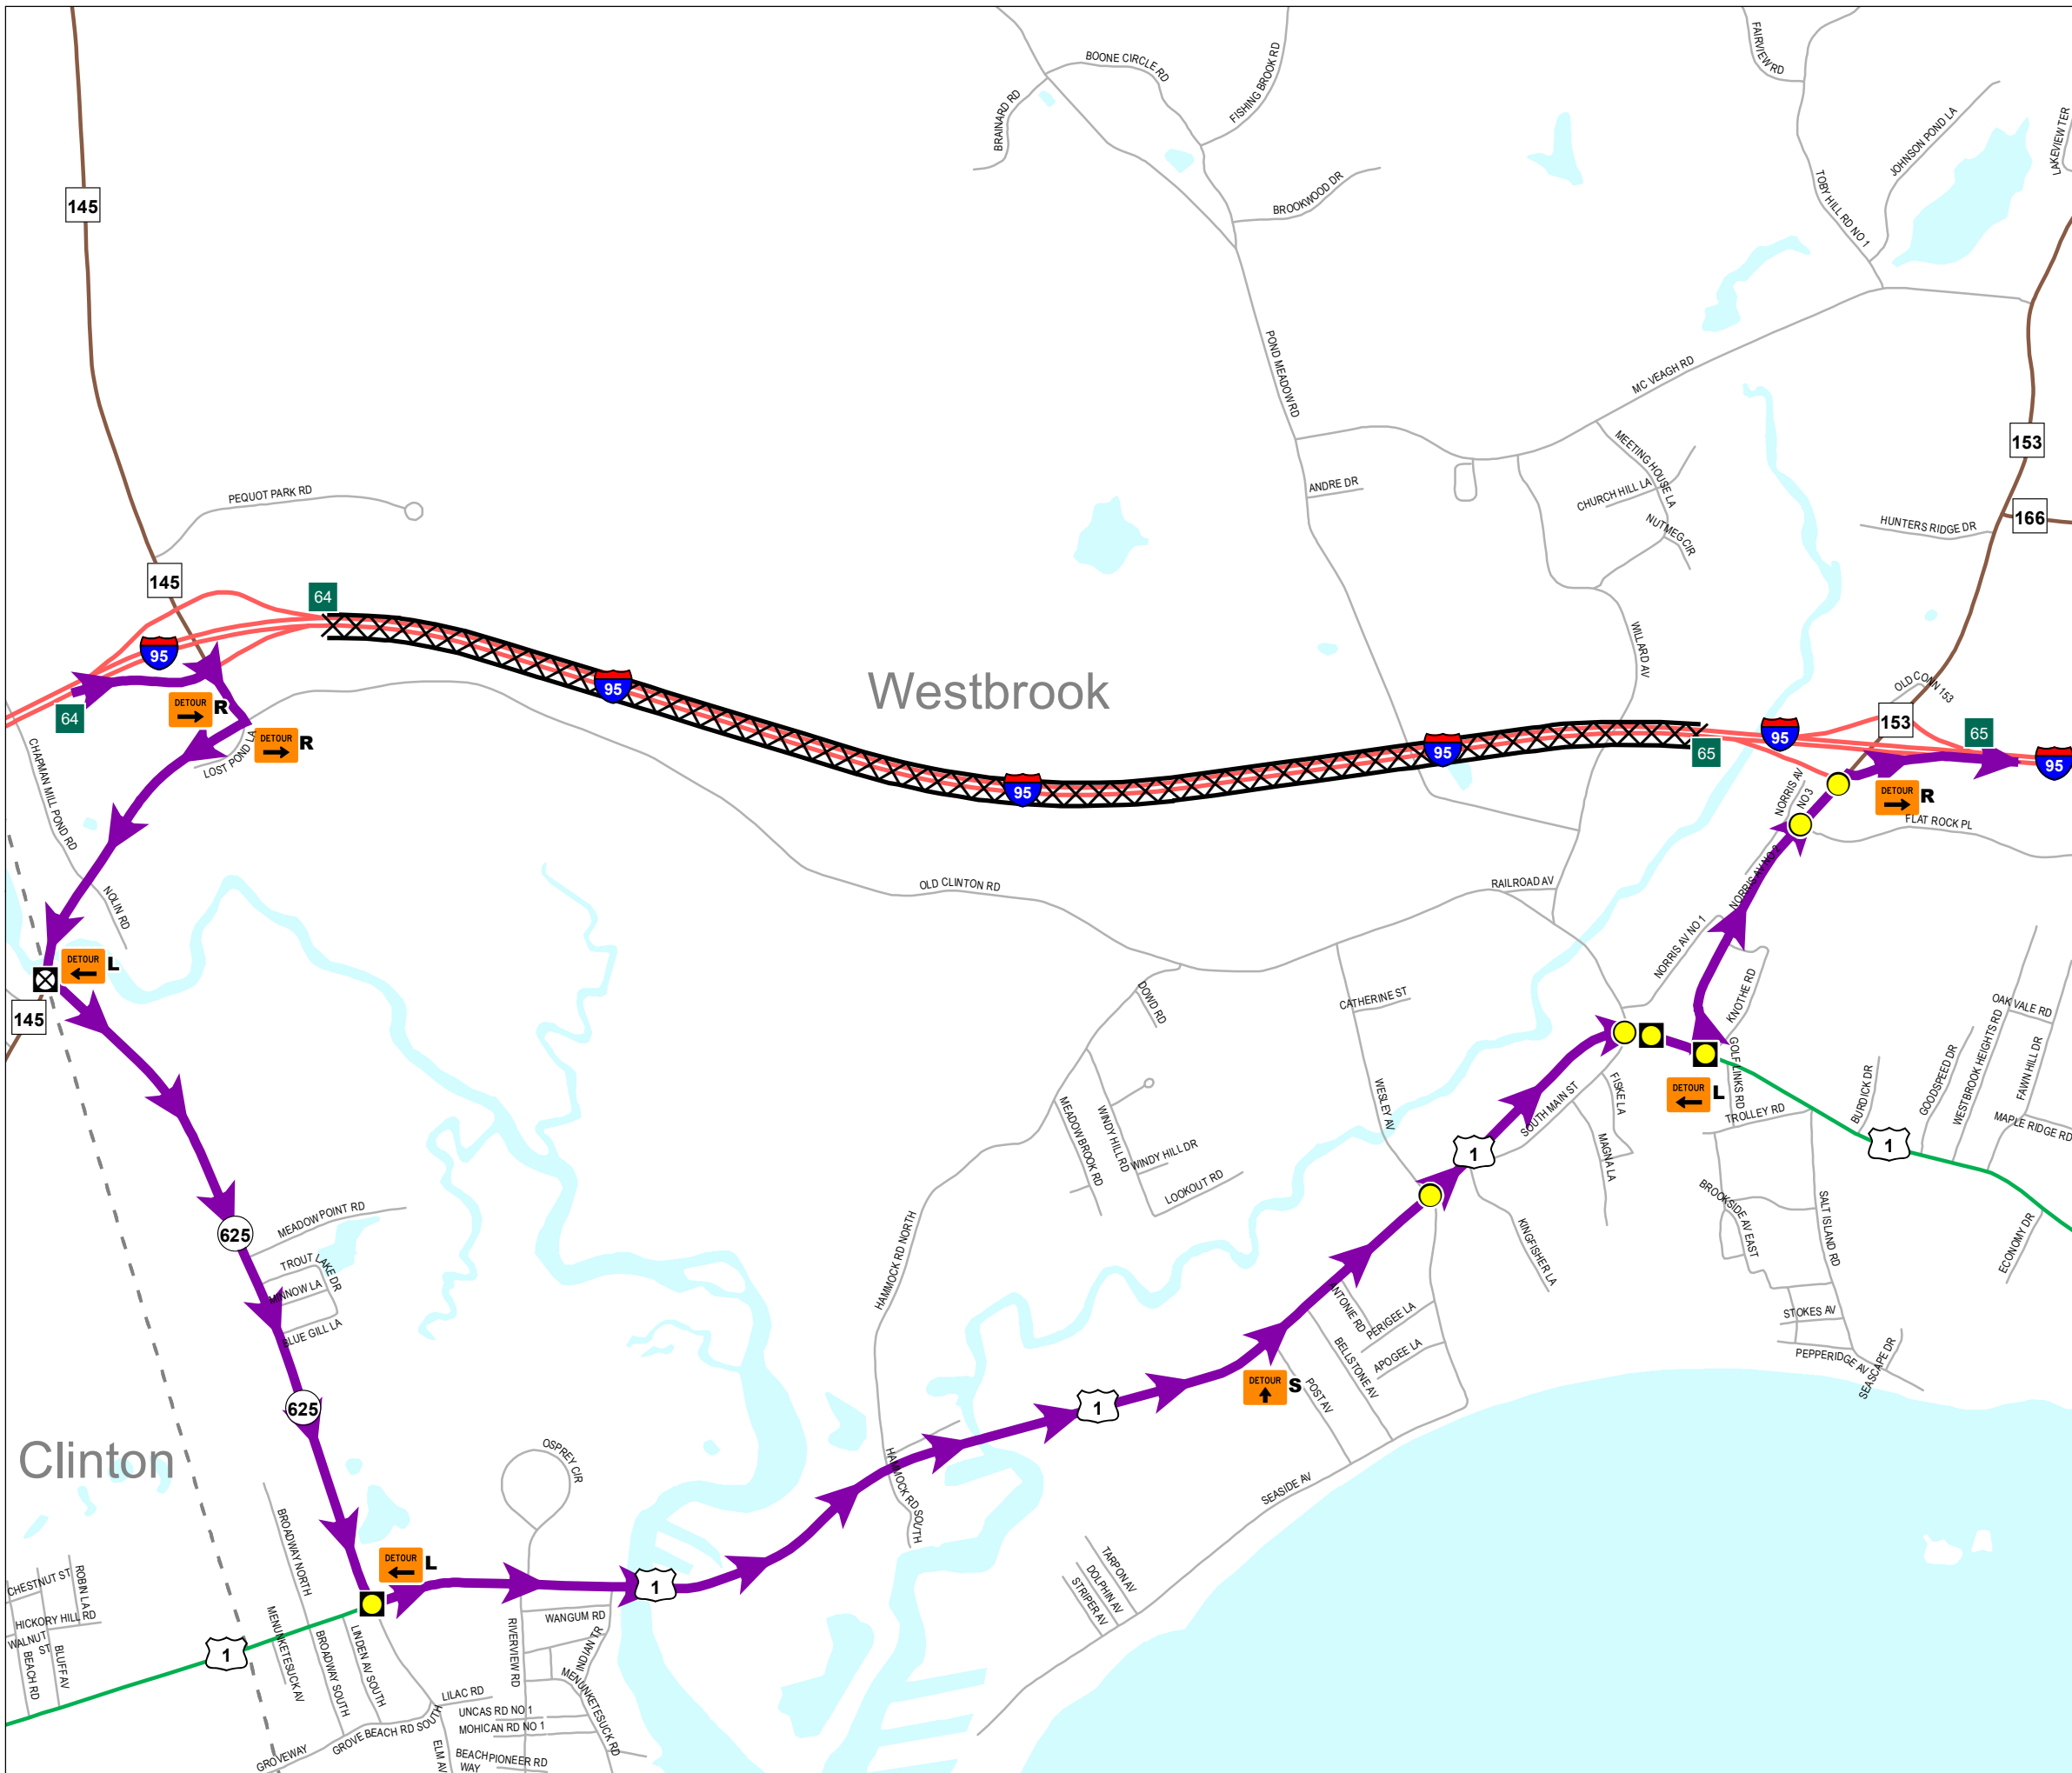 BOONE CIRCLE RD
FISHING BROOK RD
FAIRVIEW RD
BRAINARD RD
JOHNSON POND LA
LAKEVIEW TER
BROOKWOOD DR
TOBY HILL RD NO 1
145
POND MEADOW RD
MC VEAGH RD
153
MEETING HOUSE LA
ANDRE DR
CHURCH HILL LA
PEQUOT PARK RD
NUTMEG CIR
HUNTERS RIDGE DR
166
145
64
WILLARD AV
95
95
Westbrook
OLD CONN 153
64
DETOUR
R
153
65
DETOUR
R
95
95
65
95
LOST POND LA
CHAPMAN MILL POND RD
95
NORRIS AV
NO 3
DETOUR
R
FLAT ROCK PL
OLD CLINTON RD
RAILROAD AV
NORRIS AV NO 2
NOLIN RD
NORRIS AV NO 1
DETOUR
L
145
DOWD RD
CATHERINE ST
KNOTHE RD
OAK VALE RD
WESTBROOK HEIGHTS RD
GOLF LINKS RD
FAWN HILL DR
GOODSPEED DR
BURDICK DR
DETOUR
L
FISKE LA
SOUTH MAIN ST
TROLLEY RD
MAPLE RIDGE RD
WESLEY AV
MEADOW BROOK RD
WINDY HILL RD
WINDY HILL DR
LOOKOUT RD
1
MAGNA LA
1
BROOKSIDE AV EAST
SALT ISLAND RD
ECONOMY DR
KINGFISHER LA
HAMMOCK RD NORTH
625
MEADOW POINT RD
TROUT LAKE DR
MINNOW LA
BLUE GILL LA
ANTONIE RD
PERIGEE LA
APOGEE LA
BELLSTONE AV
STOKES AV
PEPPERIDGE AV
SEASCAPE DR
DETOUR
S
POST AV
625
1
Clinton
OSPREY CIR
HAMMOCK RD SOUTH
SEASIDE AV
BROADWAY NORTH
TARPON AV
DOLPHIN AV
STRIPER AV
DETOUR
L
1
CHESTNUT ST
ROBIN LA
HICKORY HILL RD
WALNUT
ST
BEACH RD
BLUFF AV
1
MENUNKETESUCK AV
BROADWAY SOUTH
LINDEN AV SOUTH
WANGUM RD
RIVERVIEW RD
INDIAN TR
MENUNKETESUCK RD
LILAC RD
UNCAS RD NO 1
MOHICAN RD NO 1
GROVE BEACH RD SOUTH
GROVEWAY
ELM AV
BEACH
WAY
PIONEER RD